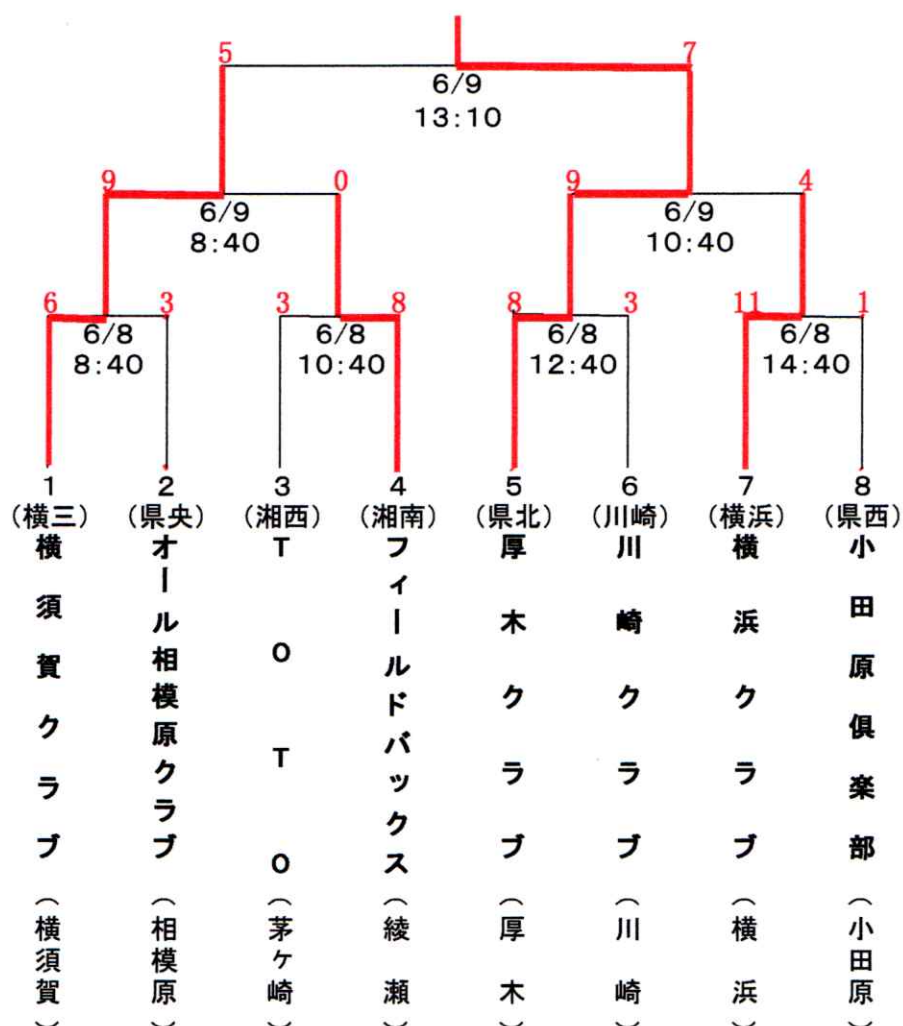 5 7
6/9
13:10
9 0 9 4
6/9 6/9
8:40 10:40
6 3 3 8 8 3 11 1
6/8 6/8 6/8 6/8
8:40 10:40 12:40 14:40
1 2 3 4 5 6 7 8
(横三) (県央) (湘西) (湘南) (県北) (川崎) (横浜) (県西)
横須賀クラブ(横須賀)
オール相模原クラブ(相模原)
TOTO(茅ケ崎)
フィールドバックス(綾瀬)
厚木クラブ(厚木)
川崎クラブ(川崎)
横浜クラブ(横浜)
小田原倶楽部(小田原)